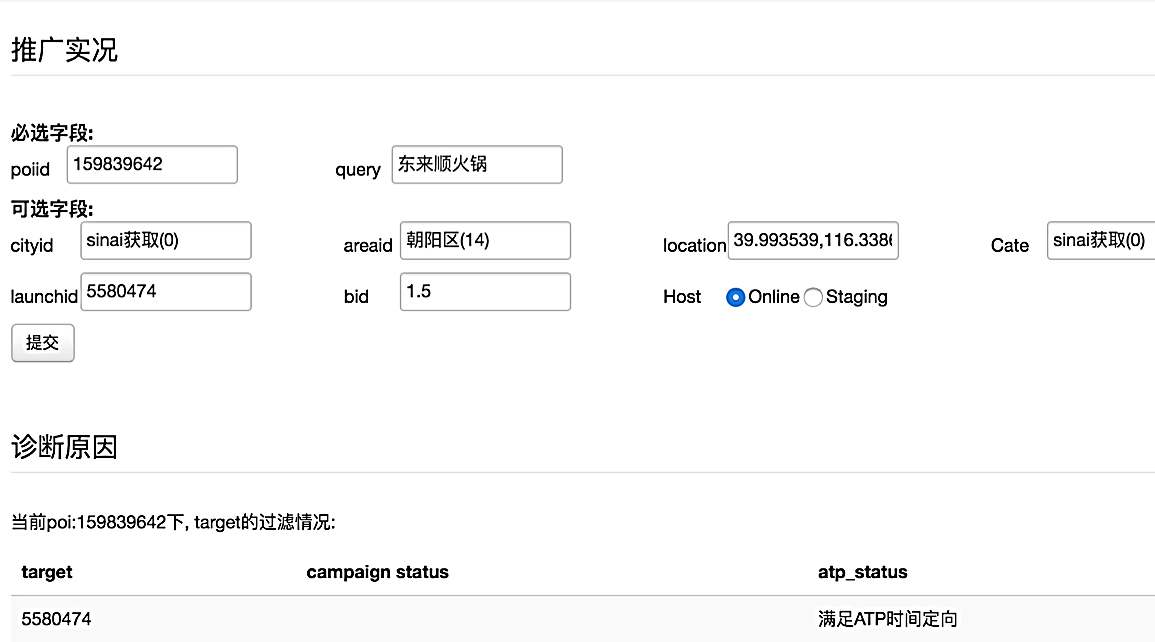 推广实况
必选字段:
poiid 159839642 query 东来顺火锅
可选字段:
cityid sinai获取(0) areaid 朝阳区(14) location 39.993539,116.3386 Cate sinai获取(0)
launchid 5580474 bid 1.5 Host Online Staging
提交
诊断原因
当前poi:159839642下, target的过滤情况:
target campaign status atp_status
5580474 满足ATP时间定向